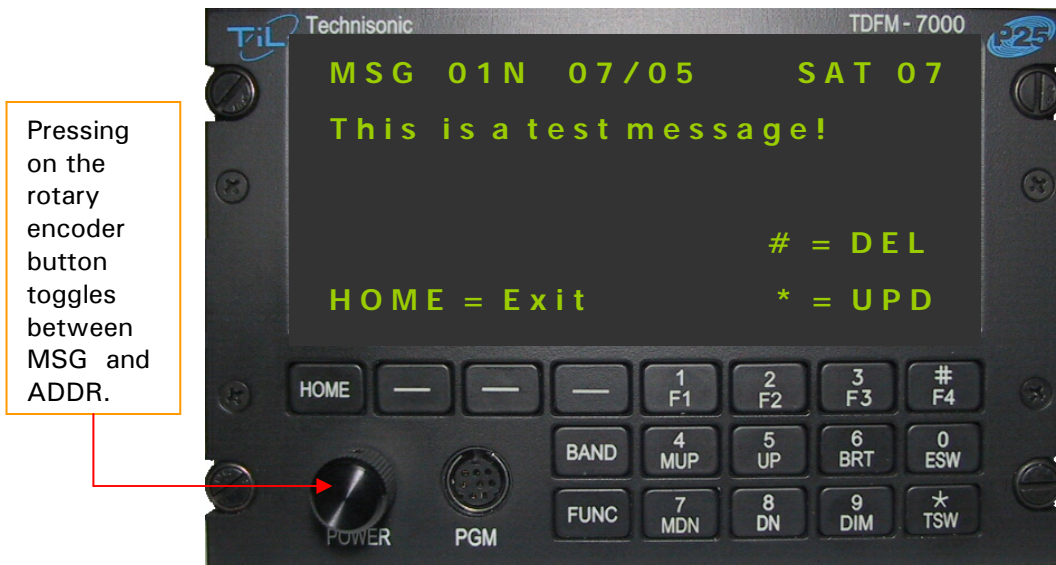 TiL Technisonic TDFM - 7000 P25
MSG 01N 07/05 SAT 07
This is a test message!
# = DEL
HOME = Exit * = UPD
Pressing
on the
rotary
encoder
button
toggles
between
MSG and
ADDR.
HOME — — — 1 2 3 #
F1 F2 F3 F4
BAND 4 5 6 0
MUP UP BRT ESW
FUNC 7 8 9 *
MDN DN DIM TSW
POWER PGM